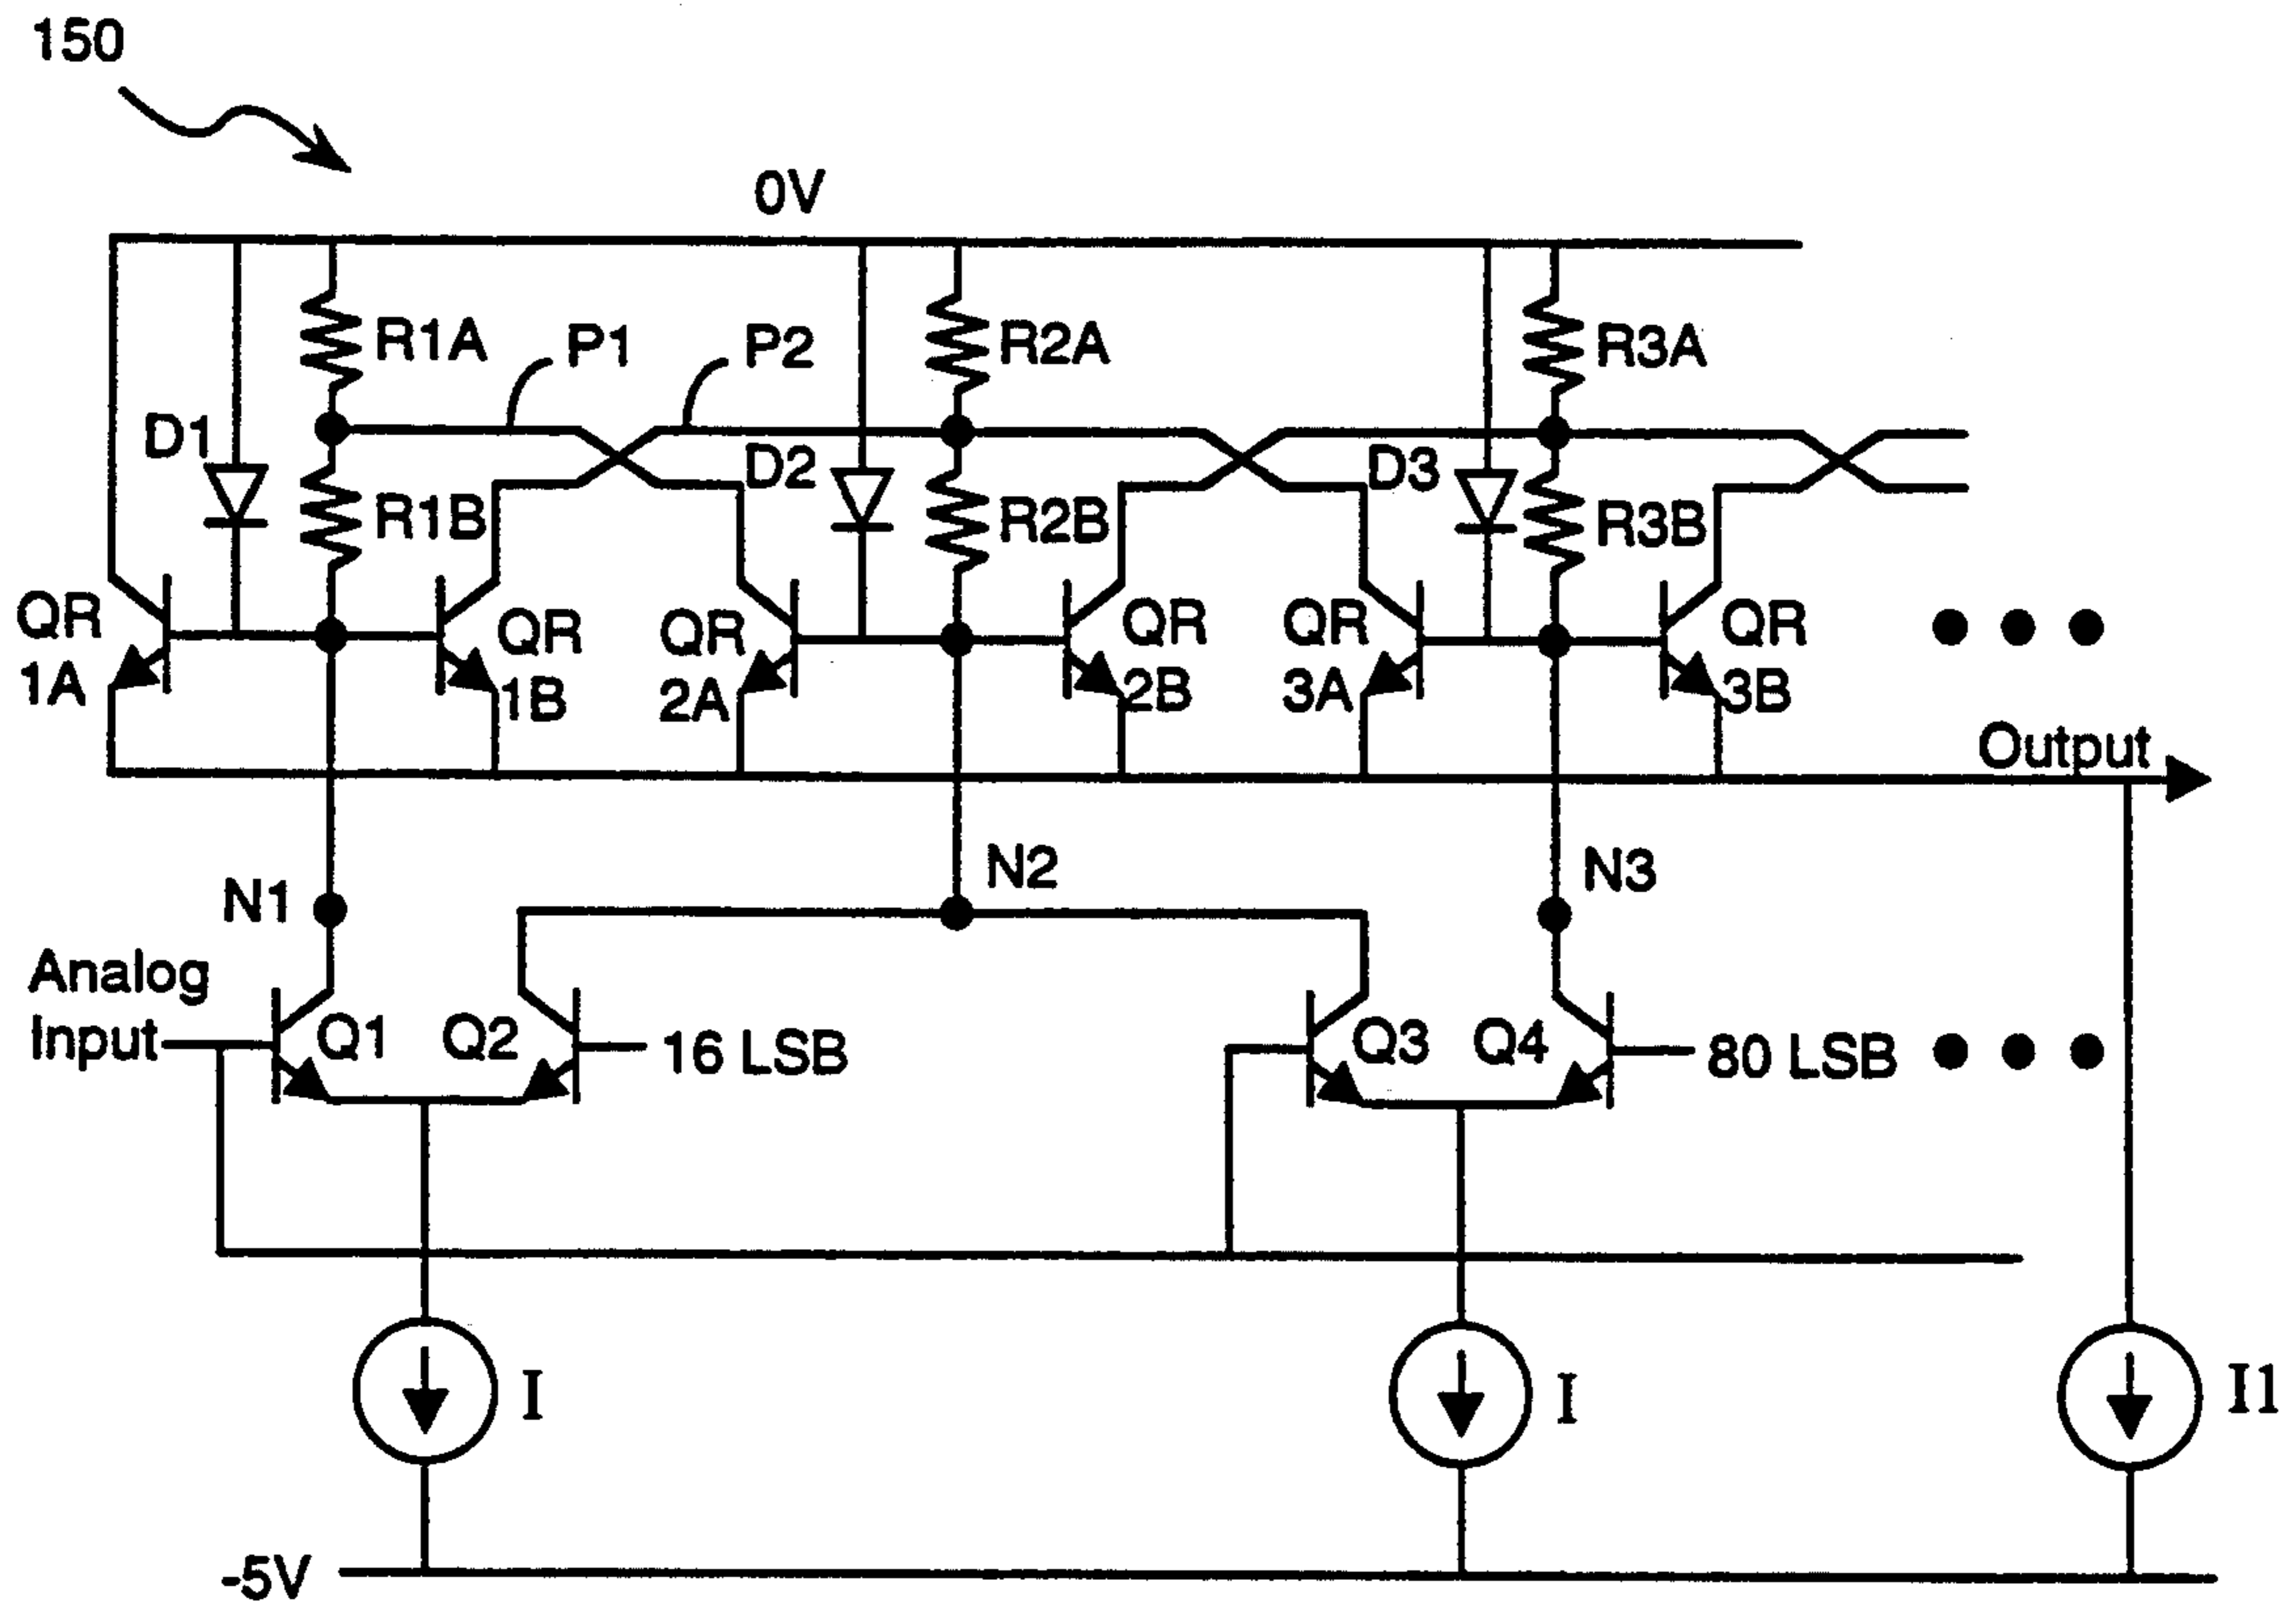 150
0V
R1A
P1
P2
R2A
R3A
D1
D2
D3
R1B
R2B
R3B
QR
1A
QR
1B
QR
2A
QR
2B
QR
3A
QR
3B
Output
N1
N2
N3
Analog
Input
Q1
Q2
16 LSB
Q3
Q4
80 LSB
I
I
I1
-5V